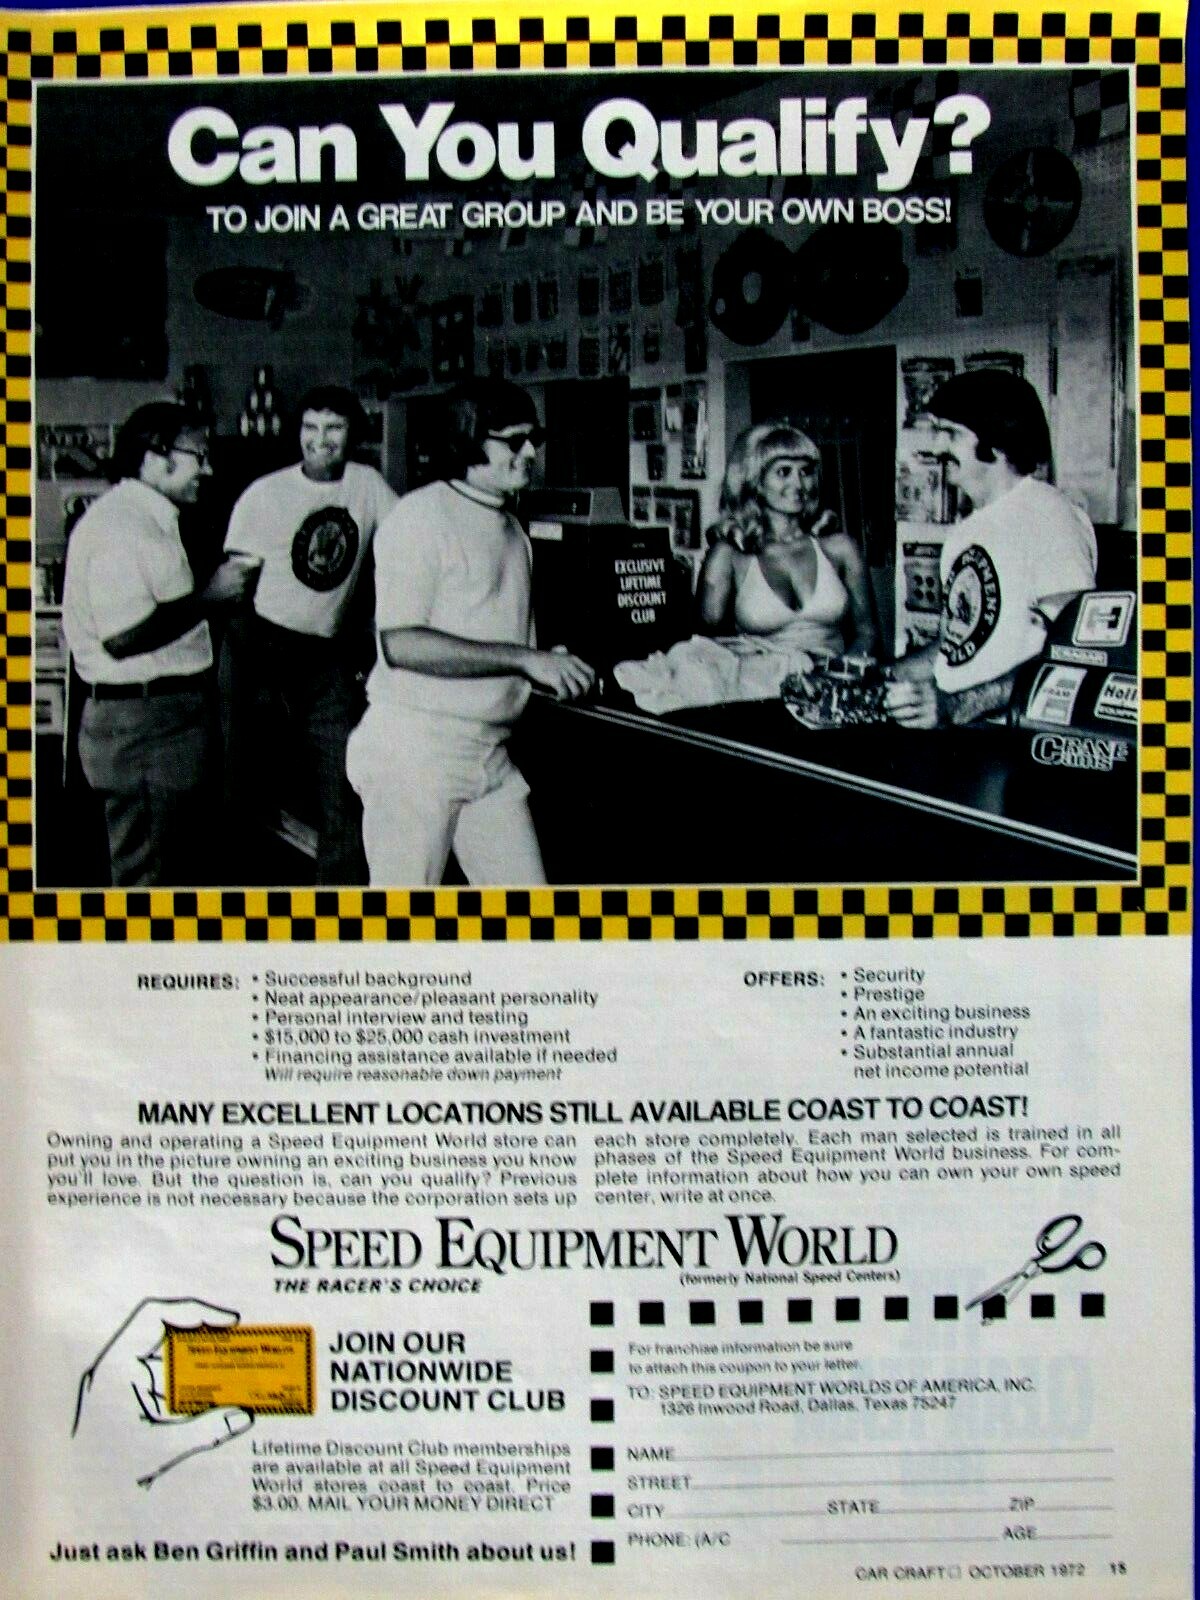 Can You Qualify?
TO JOIN A GREAT GROUP AND BE YOUR OWN BOSS!
EXCLUSIVE
LIFETIME
DISCOUNT
CLUB
CRANE
CAMS
REQUIRES: • Successful background
• Neat appearance/pleasant personality
• Personal interview and testing
• $15,000 to $25,000 cash investment
• Financing assistance available if needed
Will require reasonable down payment
OFFERS: • Security
• Prestige
• An exciting business
• A fantastic industry
• Substantial annual
net income potential
MANY EXCELLENT LOCATIONS STILL AVAILABLE COAST TO COAST!
Owning and operating a Speed Equipment World store can
put you in the picture owning an exciting business you know
you'll love. But the question is, can you qualify? Previous
experience is not necessary because the corporation sets up
each store completely. Each man selected is trained in all
phases of the Speed Equipment World business. For com-
plete information about how you can own your own speed
center, write at once.
SPEED EQUIPMENT WORLD
THE RACER'S CHOICE
(formerly National Speed Centers)
JOIN OUR
NATIONWIDE
DISCOUNT CLUB
Lifetime Discount Club memberships
are available at all Speed Equipment
World stores coast to coast. Price
$3.00. MAIL YOUR MONEY DIRECT
Just ask Ben Griffin and Paul Smith about us!
For franchise information be sure
to attach this coupon to your letter.
TO: SPEED EQUIPMENT WORLDS OF AMERICA, INC.
1326 Inwood Road, Dallas, Texas 75247
NAME
STREET
CITY STATE ZIP
PHONE: (A/C AGE
CAR CRAFT □ OCTOBER 1972 15